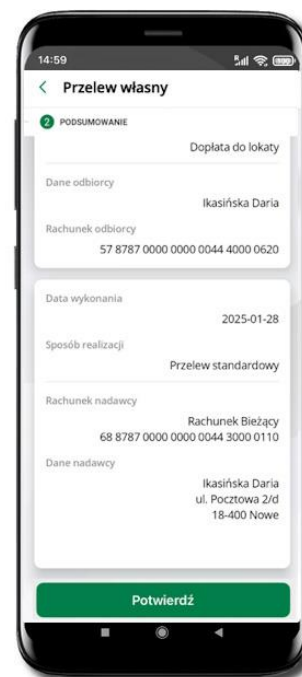 14:59
Przelew własny
2 PODSUMOWANIE
Dopłata do lokaty
Dane odbiorcy
Ikasińska Daria
Rachunek odbiorcy
57 8787 0000 0000 0044 4000 0620
Data wykonania
2025-01-28
Sposób realizacji
Przelew standardowy
Rachunek nadawcy
Rachunek Bieżący
68 8787 0000 0000 0044 3000 0110
Dane nadawcy
Ikasińska Daria
ul. Pocztowa 2/d
18-400 Nowe
Potwierdź